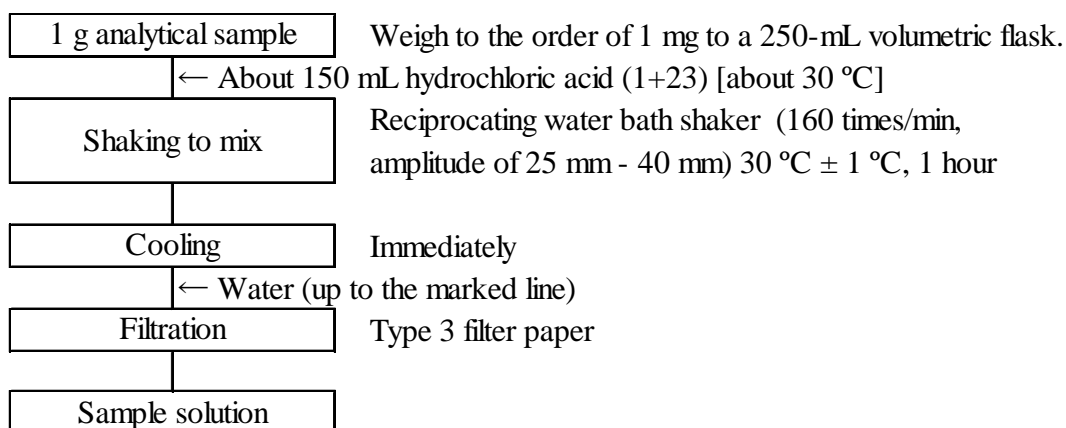 1 g analytical sample Weigh to the order of 1 mg to a 250-mL volumetric flask.
← About 150 mL hydrochloric acid (1+23) [about 30 ºC]
Shaking to mix
Reciprocating water bath shaker (160 times/min,
amplitude of 25 mm - 40 mm) 30 ºC ± 1 ºC, 1 hour
Cooling Immediately
← Water (up to the marked line)
Filtration Type 3 filter paper
Sample solution